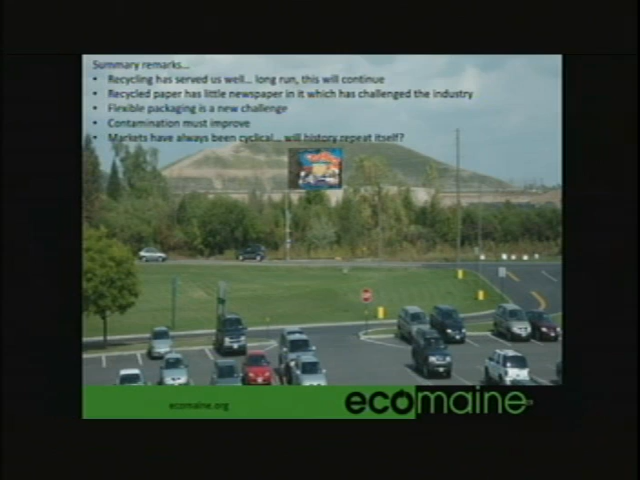 Summary remarks...
• Recycling has served us well... long run, this will continue
• Recycled paper has little newspaper in it which has challenged the industry
• Flexible packaging is a new challenge
• Contamination must improve
• Markets have always been cyclical... will history repeat itself?
ecomaine.org
ecomaine